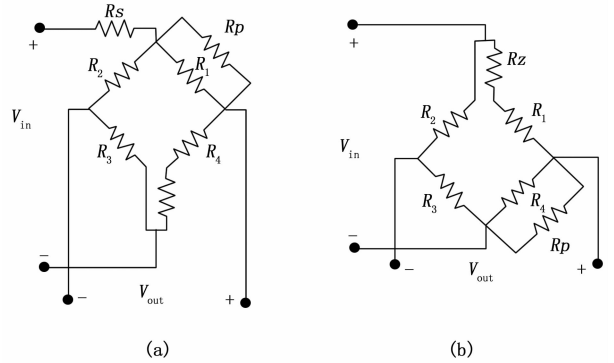 Rs
+
Rp
R2
R1
Vin
R3
R4
−
−
Vout
+
(a)
+
Rz
R2
R1
Vin
R3
R4
−
−
Rp
Vout
+
(b)